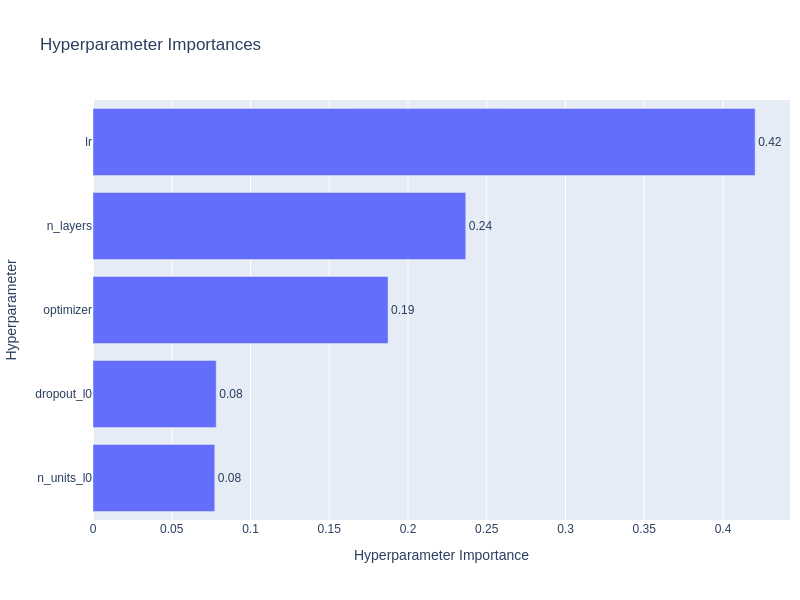 Hyperparameter Importances
lr
0.42
n_layers
0.24
optimizer
0.19
dropout_l0
0.08
n_units_l0
0.08
0
0.05
0.1
0.15
0.2
0.25
0.3
0.35
0.4
Hyperparameter Importance
Hyperparameter